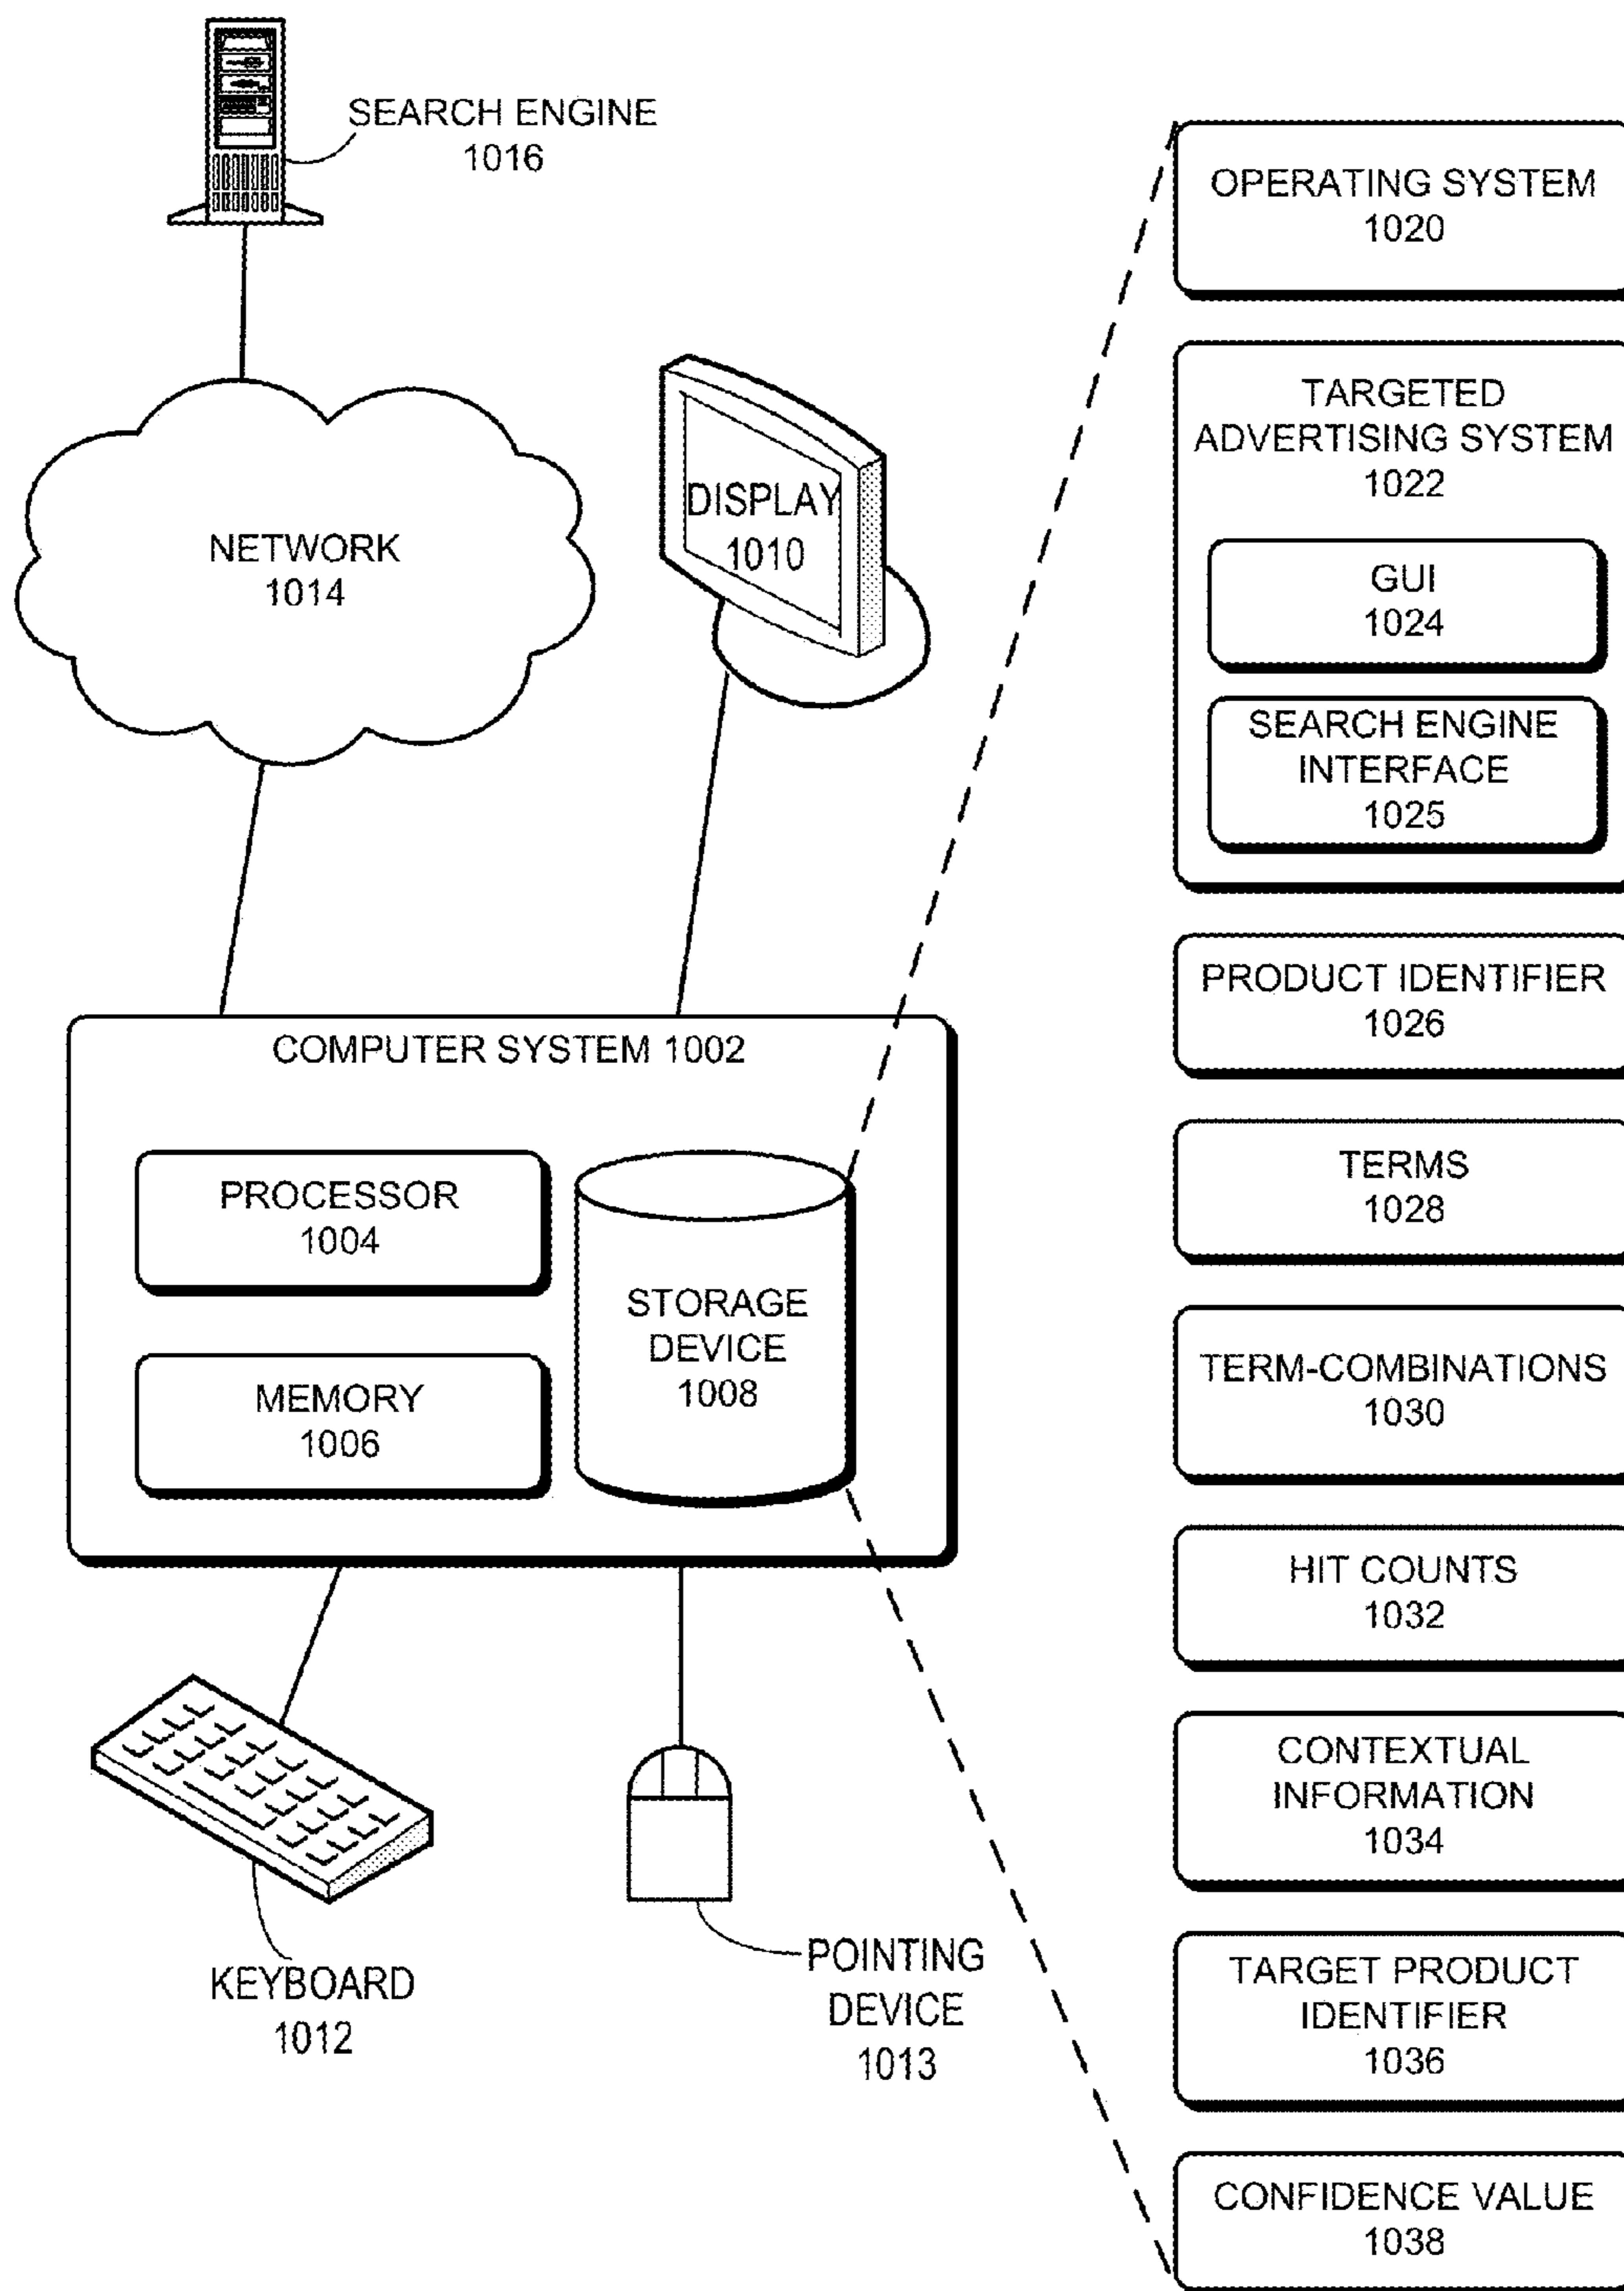 SEARCH ENGINE
1016
NETWORK
1014
DISPLAY
1010
COMPUTER SYSTEM 1002
PROCESSOR
1004
MEMORY
1006
STORAGE
DEVICE
1008
KEYBOARD
1012
POINTING
DEVICE
1013
OPERATING SYSTEM
1020
TARGETED
ADVERTISING SYSTEM
1022
GUI
1024
SEARCH ENGINE
INTERFACE
1025
PRODUCT IDENTIFIER
1026
TERMS
1028
TERM-COMBINATIONS
1030
HIT COUNTS
1032
CONTEXTUAL
INFORMATION
1034
TARGET PRODUCT
IDENTIFIER
1036
CONFIDENCE VALUE
1038